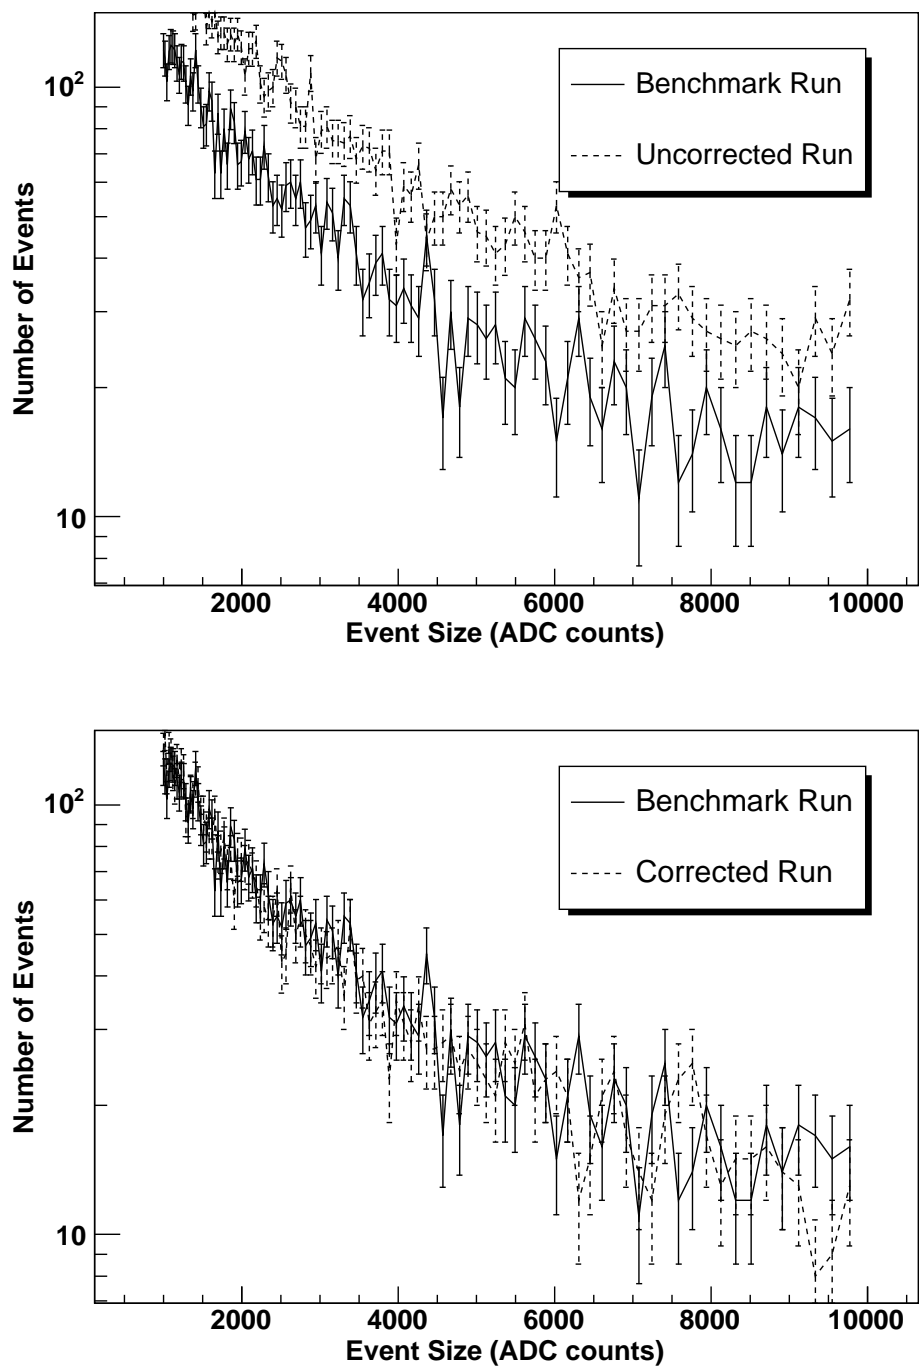 10²
Benchmark Run
Uncorrected Run
Number of Events
10
2000 4000 6000 8000 10000
Event Size (ADC counts)
10²
Benchmark Run
Corrected Run
Number of Events
10
2000 4000 6000 8000 10000
Event Size (ADC counts)